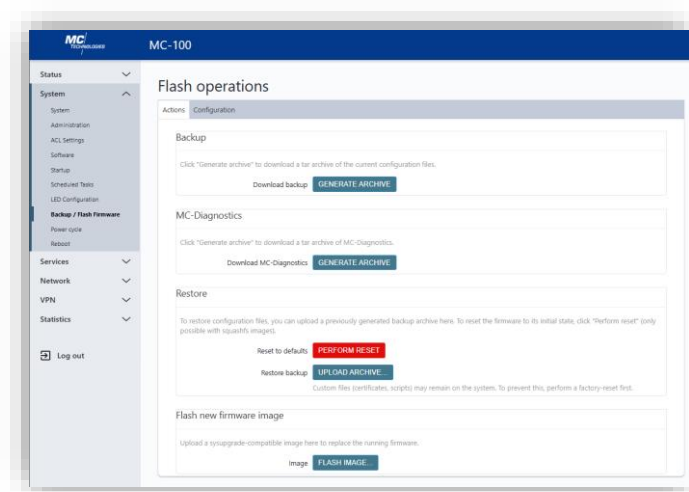 MC
TECHNOLOGIES
MC-100
Status
System
System
Administration
ACL Settings
Software
Startup
Scheduled Tasks
LED Configuration
Backup / Flash Firmware
Power cycle
Reboot
Services
Network
VPN
Statistics
Log out
Flash operations
Actions Configuration
Backup
Click "Generate archive" to download a tar archive of the current configuration files.
Download backup GENERATE ARCHIVE
MC-Diagnostics
Click "Generate archive" to download a tar archive of MC-Diagnostics.
Download MC-Diagnostics GENERATE ARCHIVE
Restore
To restore configuration files, you can upload a previously generated backup archive here. To reset the firmware to its initial state, click "Perform reset" (only
possible with squashfs images).
Reset to defaults PERFORM RESET
Restore backup UPLOAD ARCHIVE...
Custom files (certificates, scripts) may remain on the system. To prevent this, perform a factory-reset first.
Flash new firmware image
Upload a sysupgrade-compatible image here to replace the running firmware.
Image FLASH IMAGE...